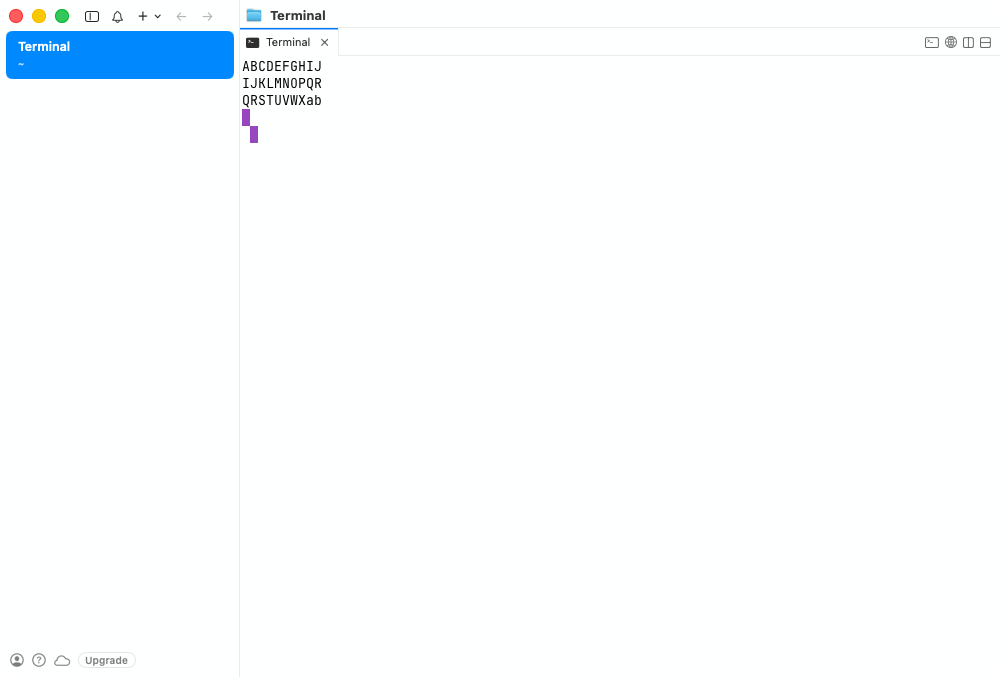 Terminal
Terminal
~
Terminal
ABCDEFGHIJ
IJKLMNOPQR
QRSTUVWXab
Upgrade